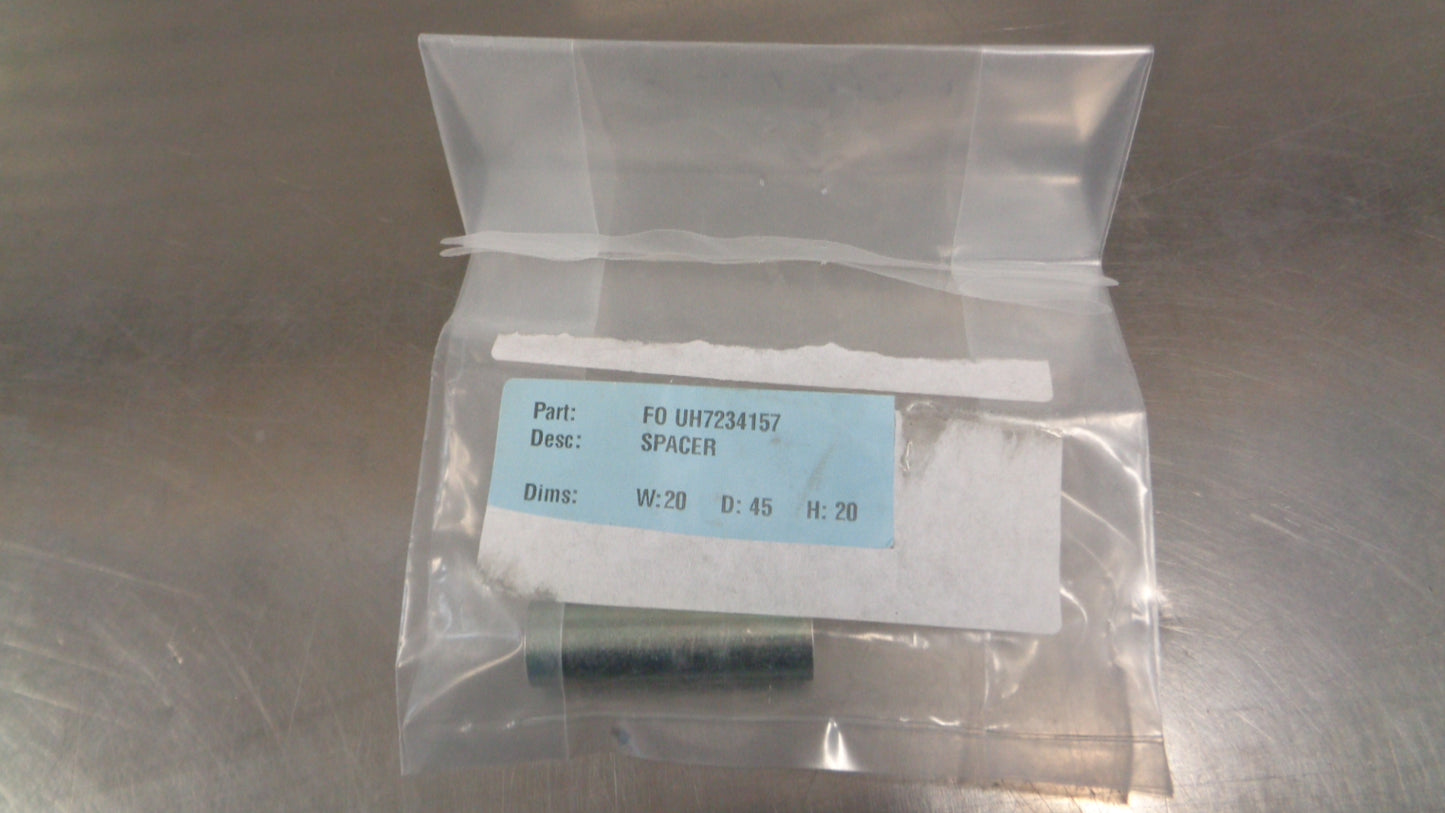 Part: FO UH7234157
Desc: SPACER
Dims: W:20 D: 45 H: 20